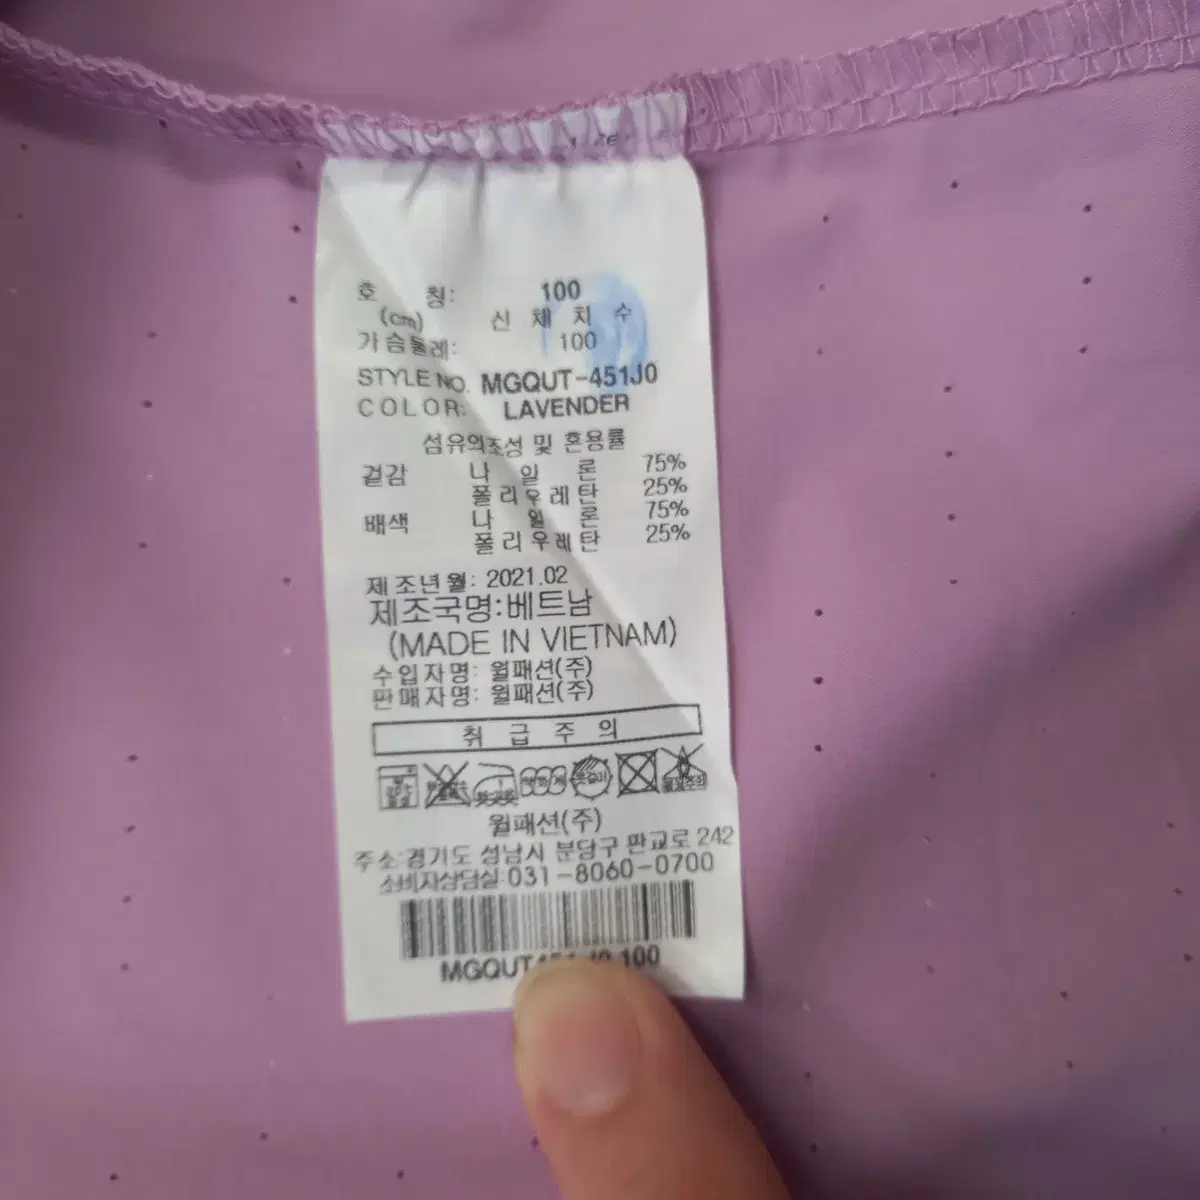 호 칭: 100
(cm) 신 체 치 수
가슴둘레: 100
STYLE NO. MGQUT-451J0
COLOR: LAVENDER
섬유의조성 및 혼용률
겉감 나 일 론 75%
폴 리 우 레 탄 25%
배색 나 일 론 75%
폴 리 우 레 탄 25%
제 조년 월: 2021.02
제조국명:베트남
(MADE IN VIETNAM)
수입자명: 월패션(주)
판매자명: 월패션(주)
취 급 주 의
월패션(주)
주소:경기도 성남시 분당구 판교로 242
소비자상담실:031-8060-0700
MGQUT451J0 100